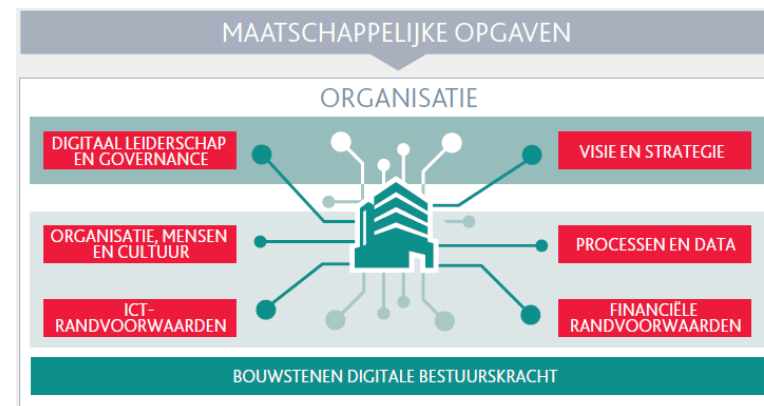 MAATSCHAPPELIJKE OPGAVEN
ORGANISATIE
DIGITAAL LEIDERSCHAP
EN GOVERNANCE
VISIE EN STRATEGIE
ORGANISATIE, MENSEN
EN CULTUUR
PROCESSEN EN DATA
ICT-
RANDVOORWAARDEN
FINANCIËLE
RANDVOORWAARDEN
BOUWSTENEN DIGITALE BESTUURSKRACHT